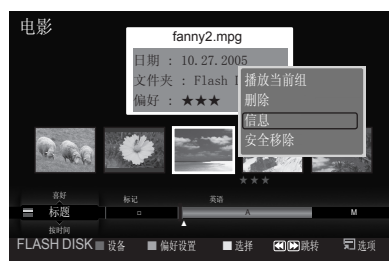 电影
fanny2.mpg
日期 : 10.27.2005
文件夹 : Flash
偏好 : ★★★
播放当前组
删除
信息
安全移除
★★★
喜好 标记 英语
标题 □ A M
按时间
FLASH DISK 设备 偏好设置 选择 跳转 选项